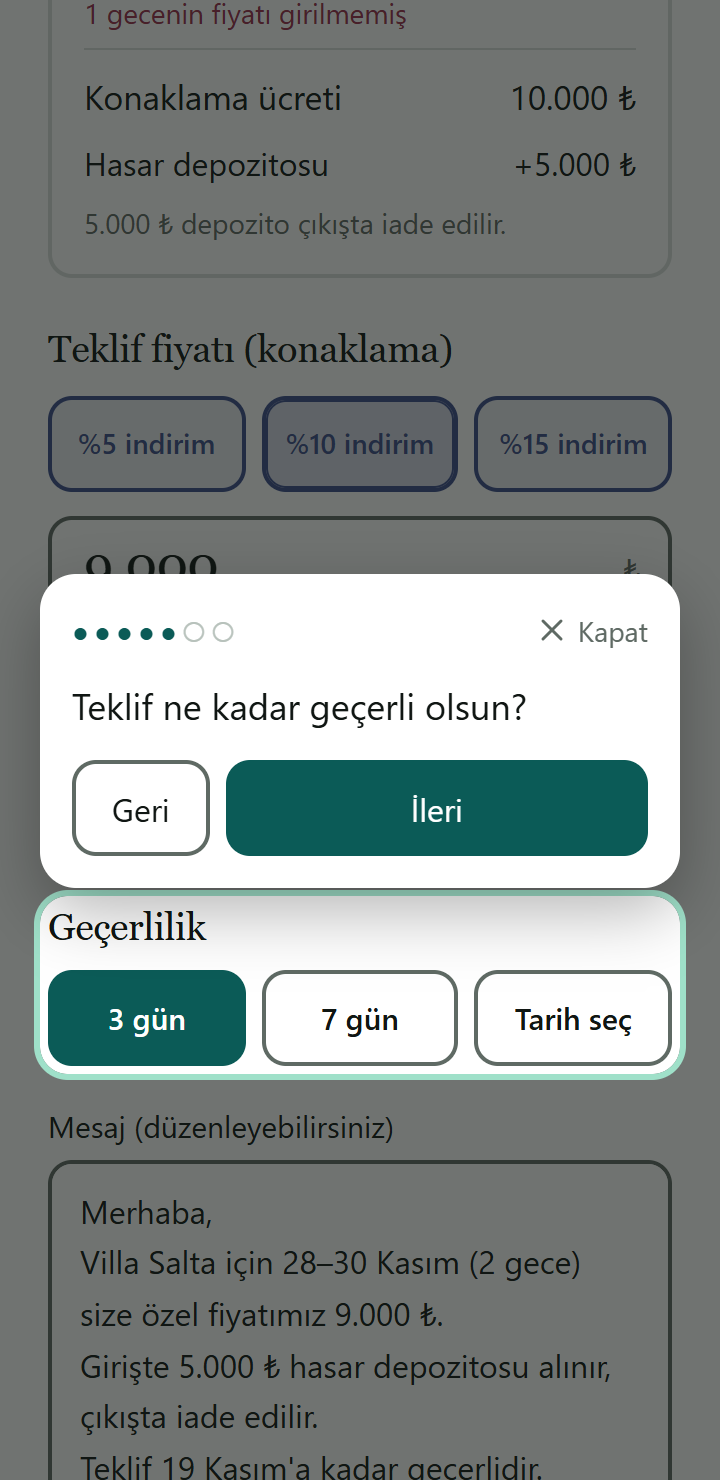 1 gecenin fiyatı girilmemiş
Konaklama ücreti 10.000 ₺
Hasar depozitosu +5.000 ₺
5.000 ₺ depozito çıkışta iade edilir.
Teklif fiyatı (konaklama)
%5 indirim %10 indirim %15 indirim
9.000 ₺
Kapat
Teklif ne kadar geçerli olsun?
Geri İleri
Geçerlilik
3 gün 7 gün Tarih seç
Mesaj (düzenleyebilirsiniz)
Merhaba,
Villa Salta için 28–30 Kasım (2 gece)
size özel fiyatımız 9.000 ₺.
Girişte 5.000 ₺ hasar depozitosu alınır,
çıkışta iade edilir.
Teklif 19 Kasım'a kadar geçerlidir.